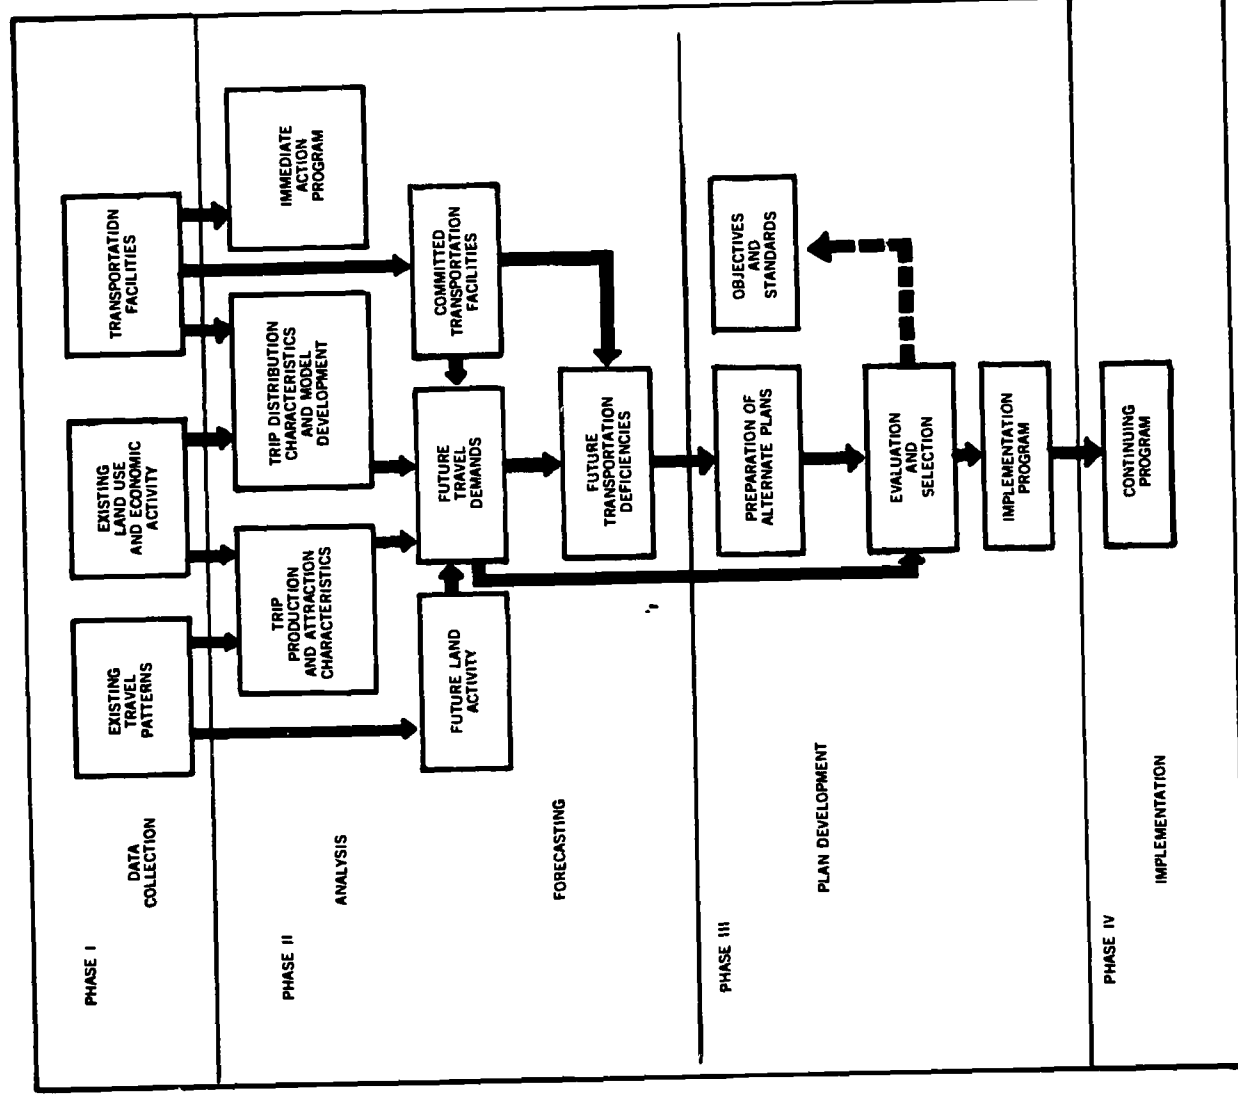 PHASE I
DATA
COLLECTION
EXISTING
TRAVEL
PATTERNS
EXISTING
LAND USE
AND ECONOMIC
ACTIVITY
TRANSPORTATION
FACILITIES
PHASE II
ANALYSIS
TRIP
PRODUCTION
AND ATTRACTION
CHARACTERISTICS
TRIP DISTRIBUTION
CHARACTERISTICS
AND MODEL
DEVELOPMENT
IMMEDIATE
ACTION
PROGRAM
FORECASTING
FUTURE LAND
ACTIVITY
FUTURE
TRAVEL
DEMANDS
COMMITTED
TRANSPORTATION
FACILITIES
FUTURE
TRANSPORTATION
DEFICIENCIES
PHASE III
PLAN DEVELOPMENT
PREPARATION OF
ALTERNATE PLANS
OBJECTIVES
AND
STANDARDS
EVALUATION
AND
SELECTION
IMPLEMENTATION
PROGRAM
PHASE IV
IMPLEMENTATION
CONTINUING
PROGRAM